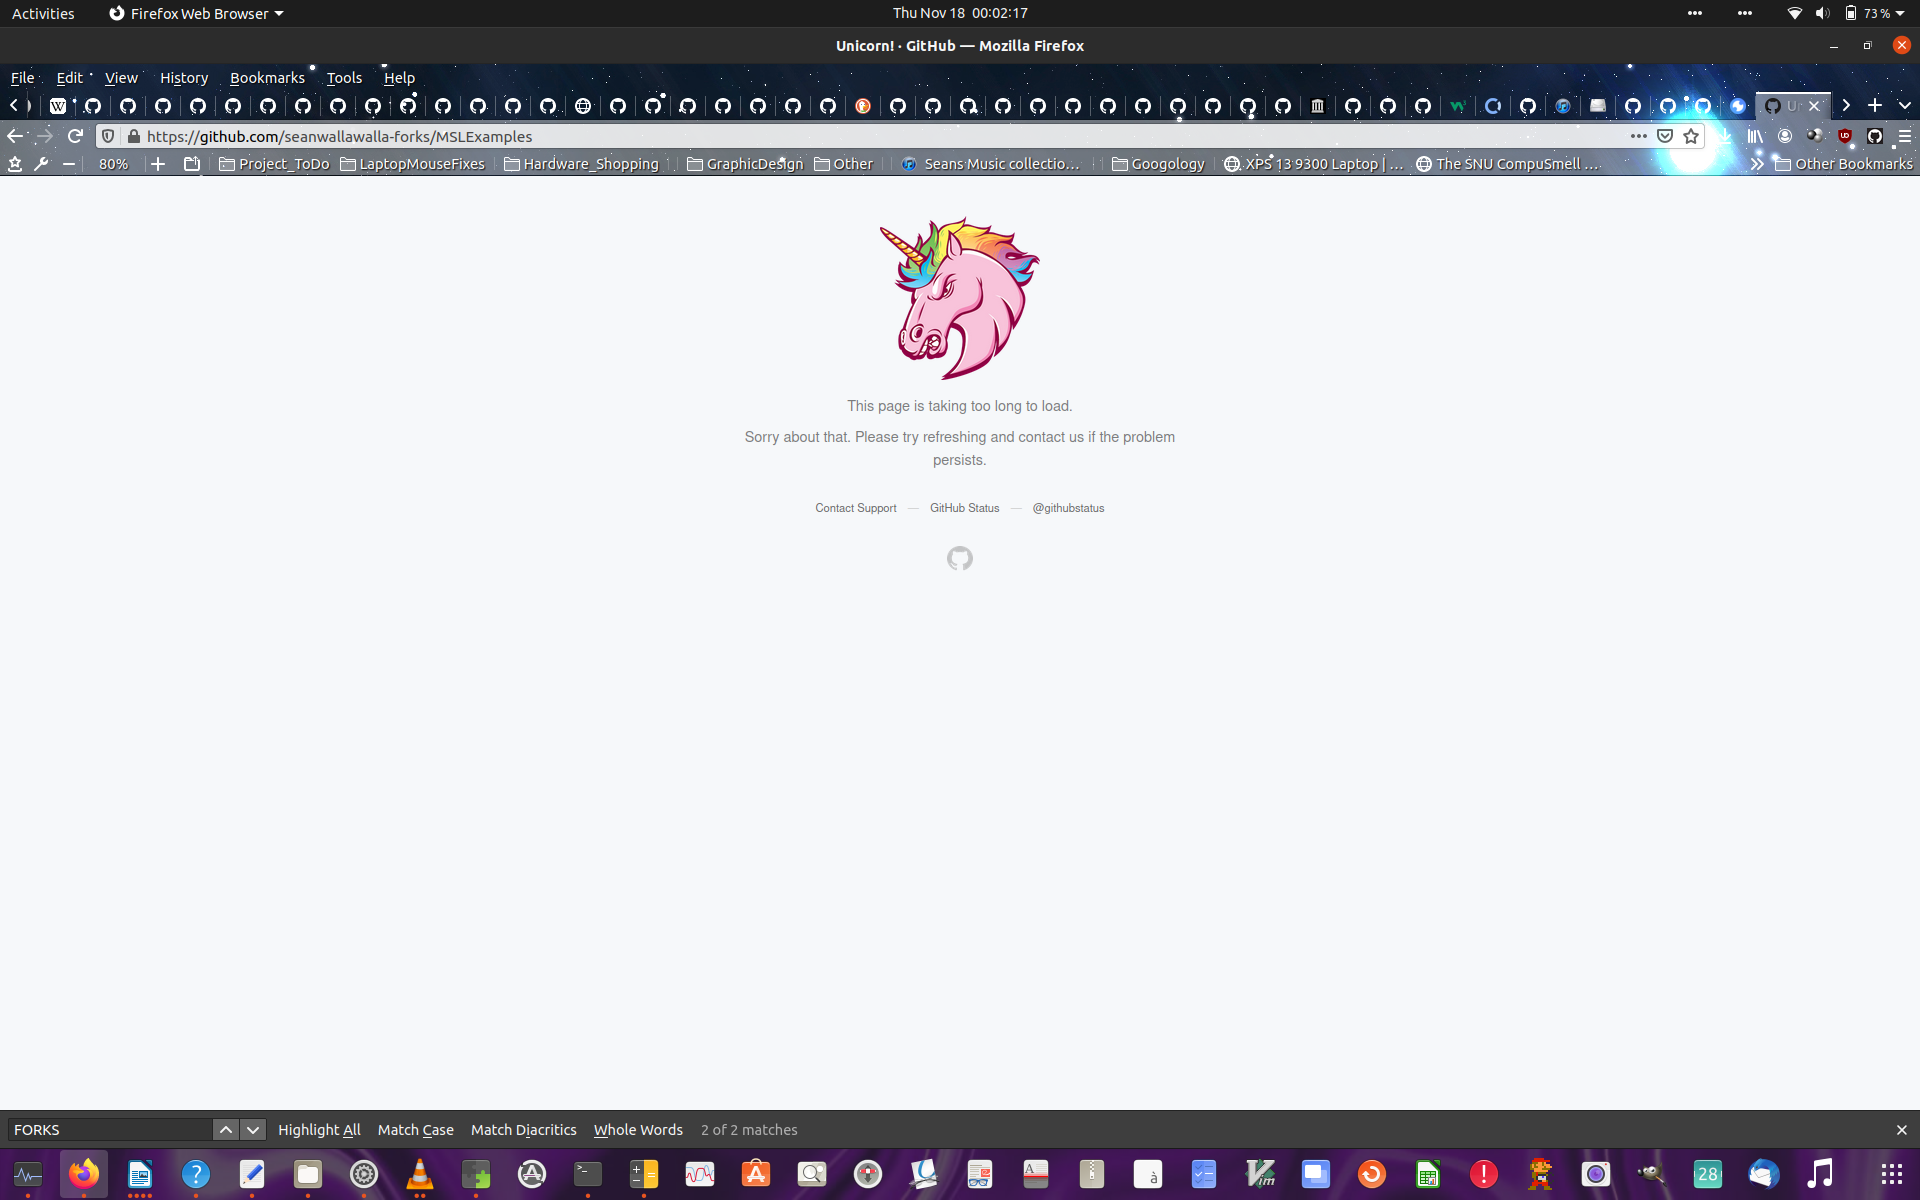 Activities Firefox Web Browser Thu Nov 18 00:02:17 73 %
Unicorn! · GitHub — Mozilla Firefox
File Edit View History Bookmarks Tools Help
https://github.com/seanwallawalla-forks/MSLExamples
80% Project_ToDo LaptopMouseFixes Hardware_Shopping GraphicDesign Other Seans Music collectio... Googology XPS 13 9300 Laptop | ... The SNU CompuSmell ... Other Bookmarks
This page is taking too long to load.
Sorry about that. Please try refreshing and contact us if the problem
persists.
Contact Support — GitHub Status — @githubstatus
FORKS Highlight All Match Case Match Diacritics Whole Words 2 of 2 matches
28